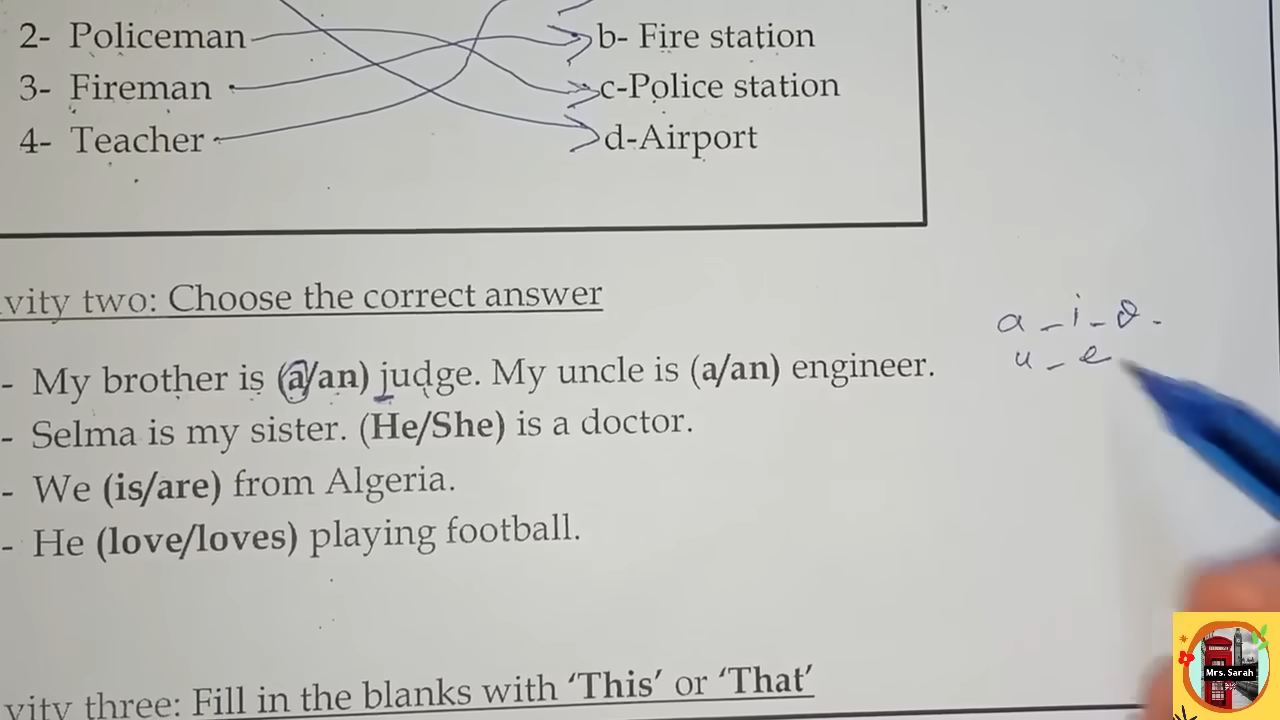 2- Policeman b- Fire station
3- Fireman c-Police station
4- Teacher d-Airport
vity two: Choose the correct answer
a - i - o -
u - e
- My brother is (a/an) judge. My uncle is (a/an) engineer.
- Selma is my sister. (He/She) is a doctor.
- We (is/are) from Algeria.
- He (love/loves) playing football.
vity three: Fill in the blanks with ‘This’ or ‘That’
Mrs. Sarah